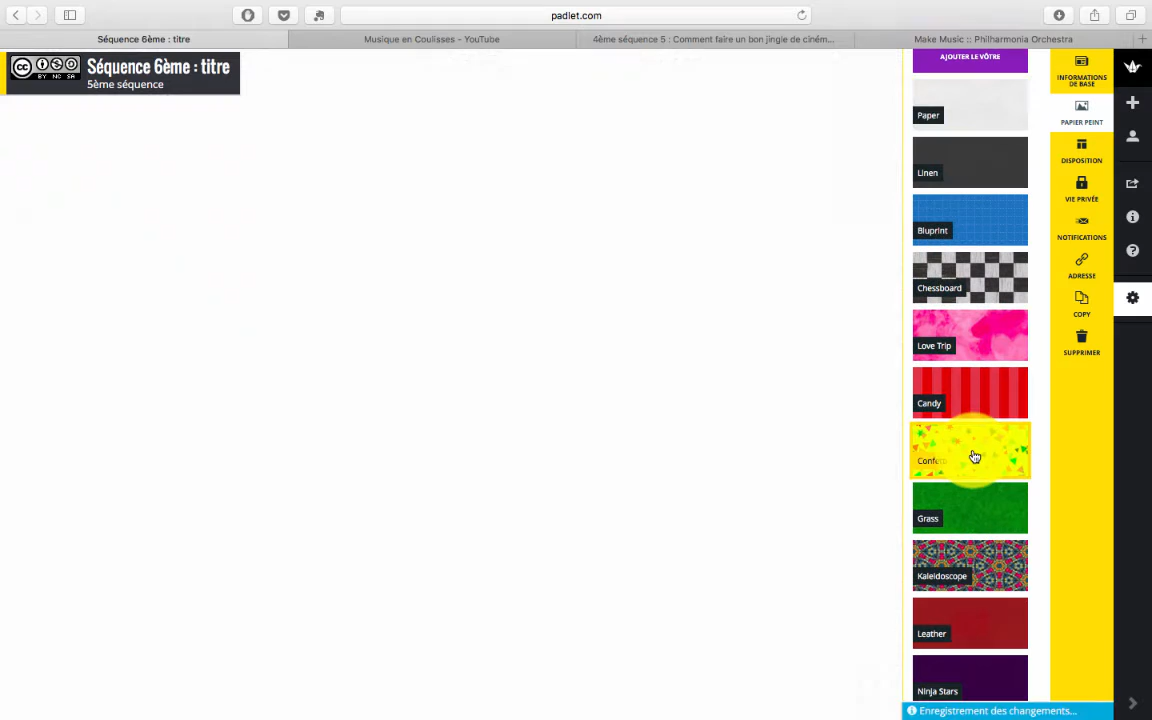 padlet.com
Séquence 6ème : titre
Musique en Coulisses - YouTube
4ème séquence 5 : Comment faire un bon jingle de ciném...
Make Music :: Philharmonia Orchestra
BY NC SA
Séquence 6ème : titre
5ème séquence
AJOUTER LE VÔTRE
Paper
Linen
Bluprint
Chessboard
Love Trip
Candy
Grass
Kaleidoscope
Leather
Ninja Stars
INFORMATIONS
DE BASE
PAPIER PEINT
DISPOSITION
VIE PRIVÉE
NOTIFICATIONS
ADRESSE
COPY
SUPPRIMER
Enregistrement des changements...